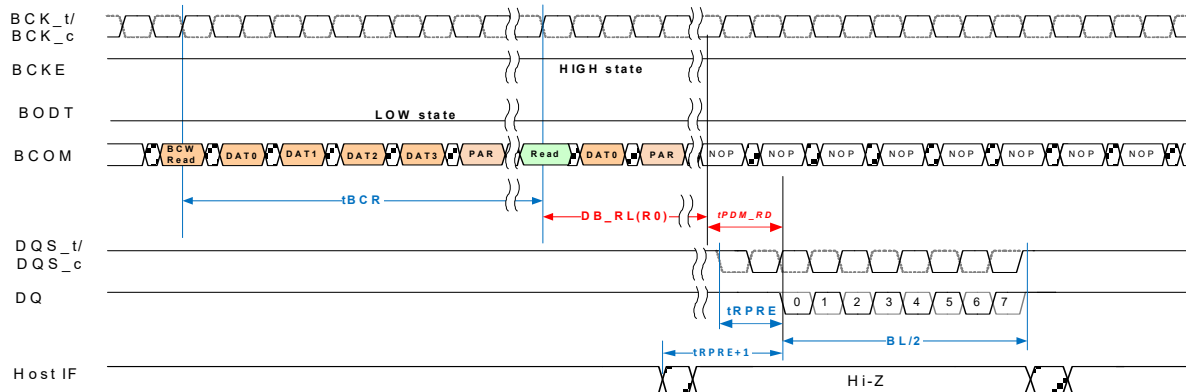 BCK_t/
BCK_c
BCKE
HIGH state
BODT
LOW state
BCOM
BCW Read DAT0 DAT1 DAT2 DAT3 PAR Read DAT0 PAR NOP NOP NOP NOP NOP NOP NOP NOP
tBCR
DB_RL(R0)
tPDM_RD
DQS_t/
DQS_c
DQ
0 1 2 3 4 5 6 7
tRPRE
BL/2
tRPRE+1
Host IF
Hi-Z